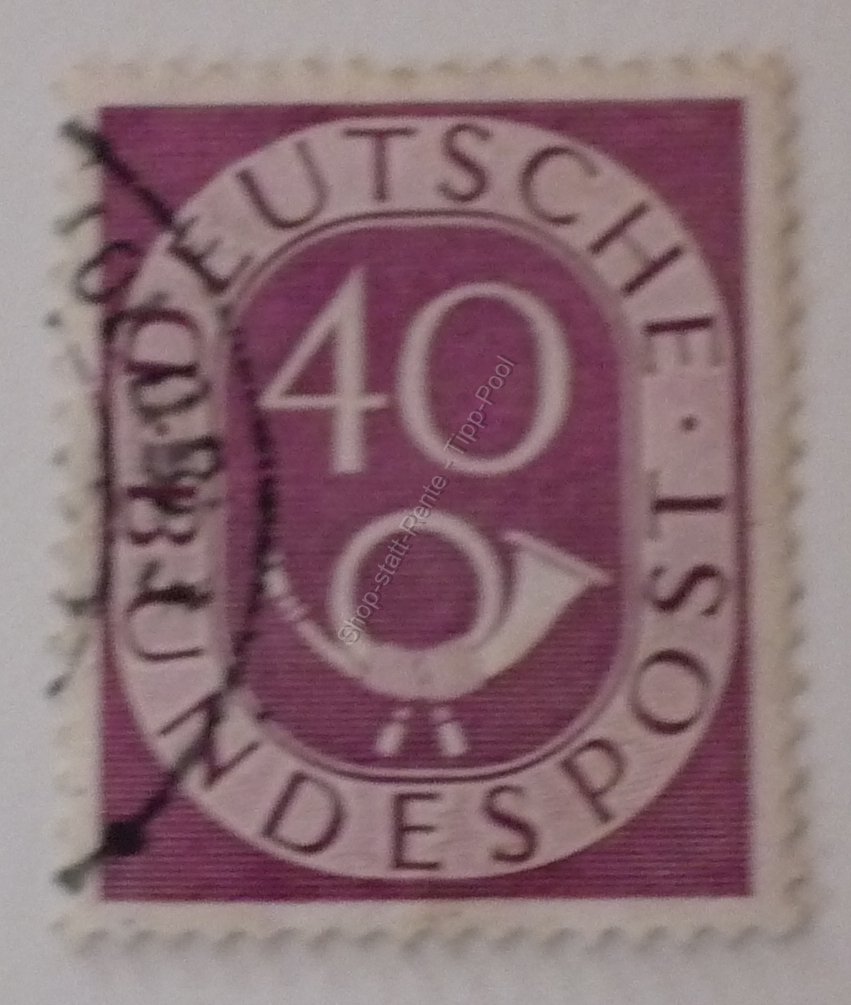 DEUTSCHE · BUNDESPOST
40
Shop-statt-Rente - Tipp-Pool